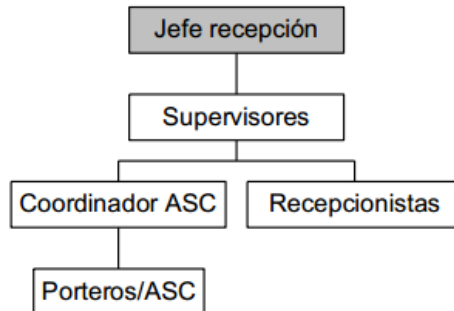 Jefe recepción
Supervisores
Coordinador ASC
Recepcionistas
Porteros/ASC